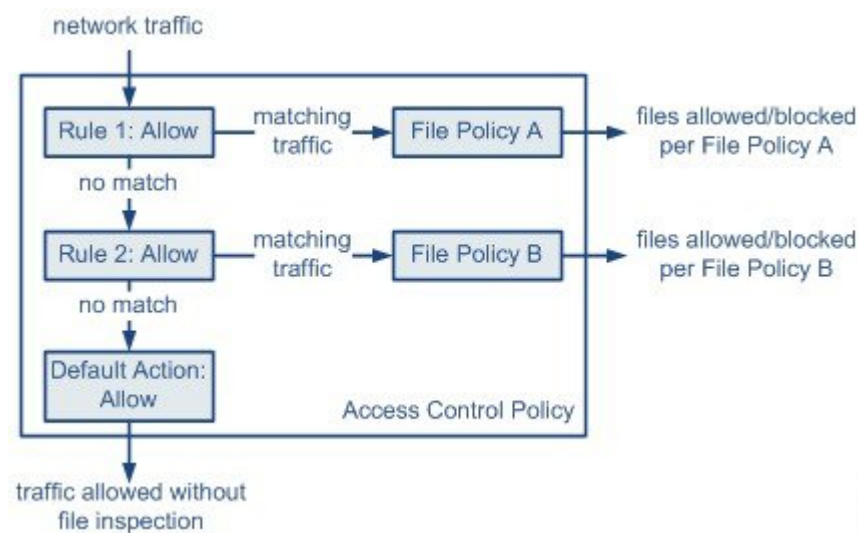 network traffic
Rule 1: Allow
matching
traffic
File Policy A
files allowed/blocked
per File Policy A
no match
Rule 2: Allow
matching
traffic
File Policy B
files allowed/blocked
per File Policy B
no match
Default Action:
Allow
Access Control Policy
traffic allowed without
file inspection